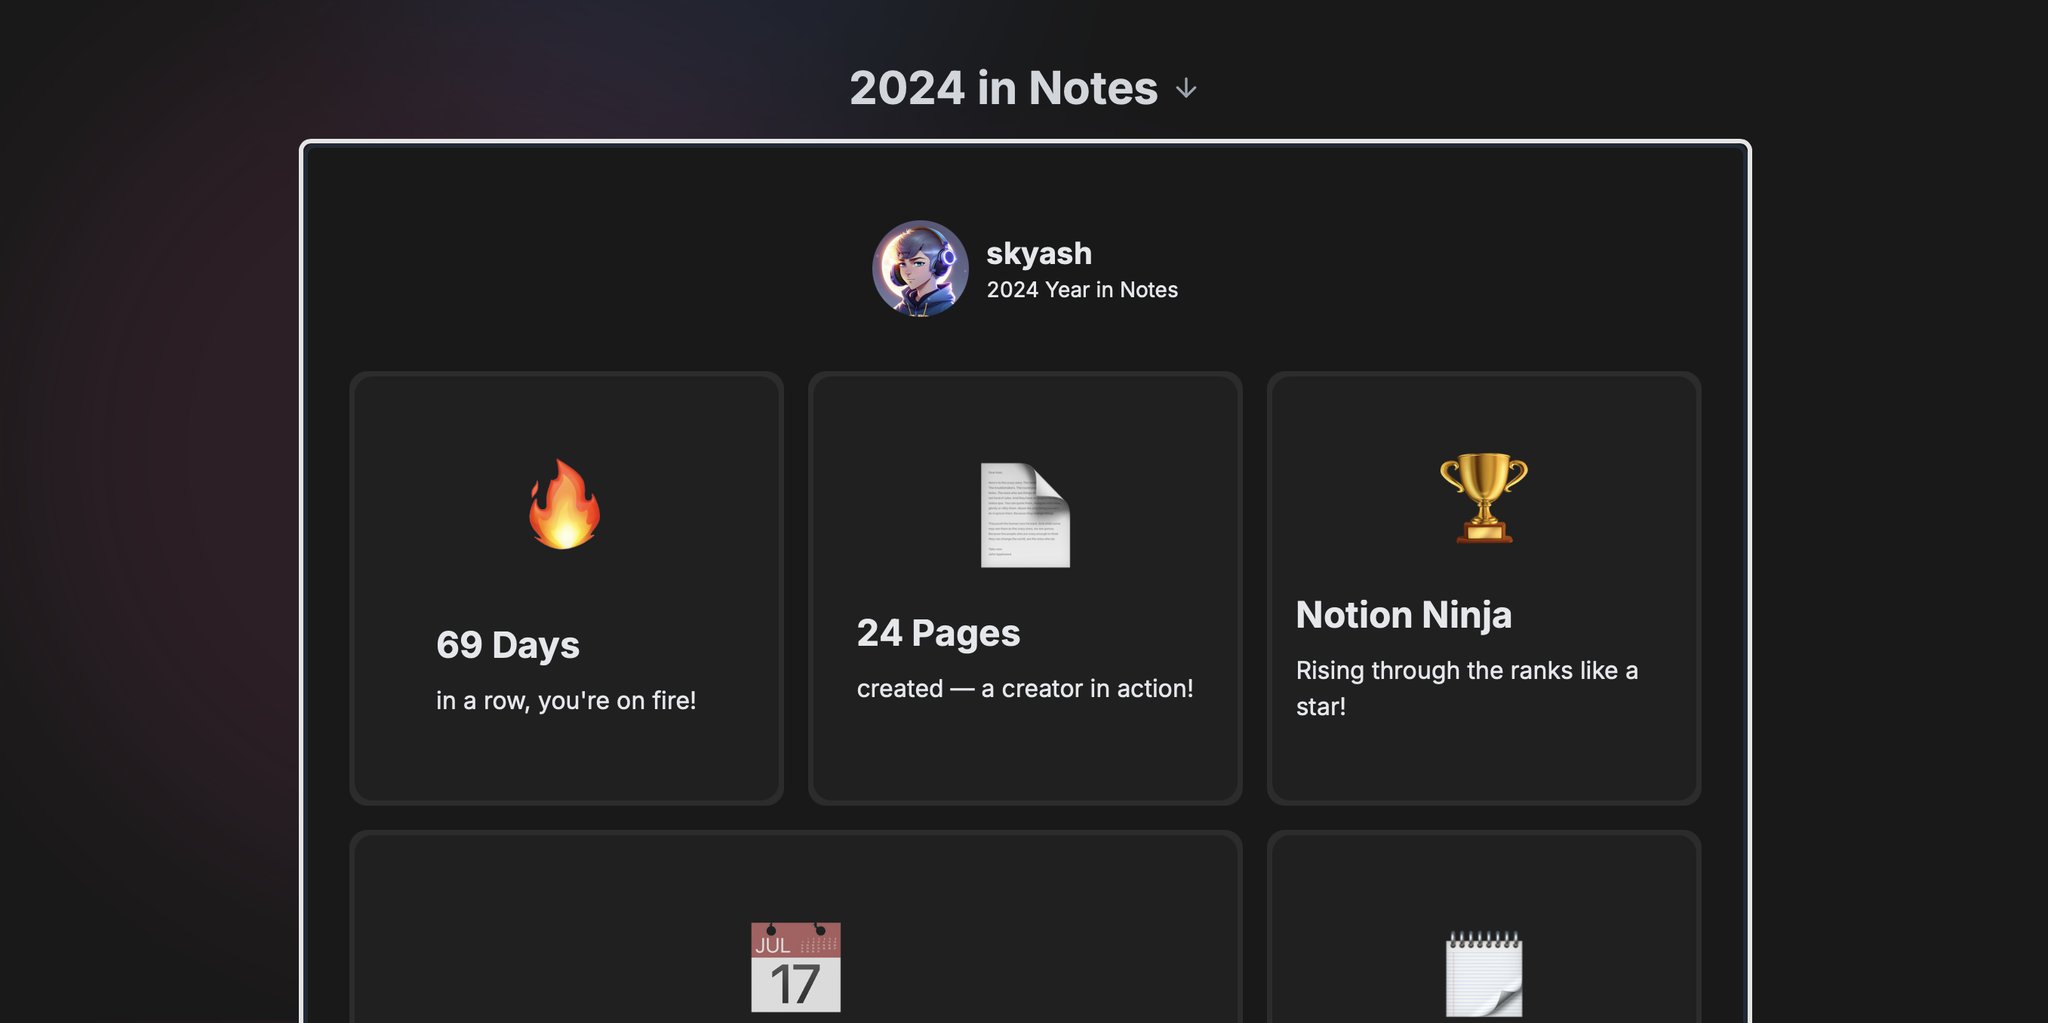 2024 in Notes
skyash
2024 Year in Notes
69 Days
in a row, you're on fire!
24 Pages
created — a creator in action!
Notion Ninja
Rising through the ranks like a
star!
JUL
17